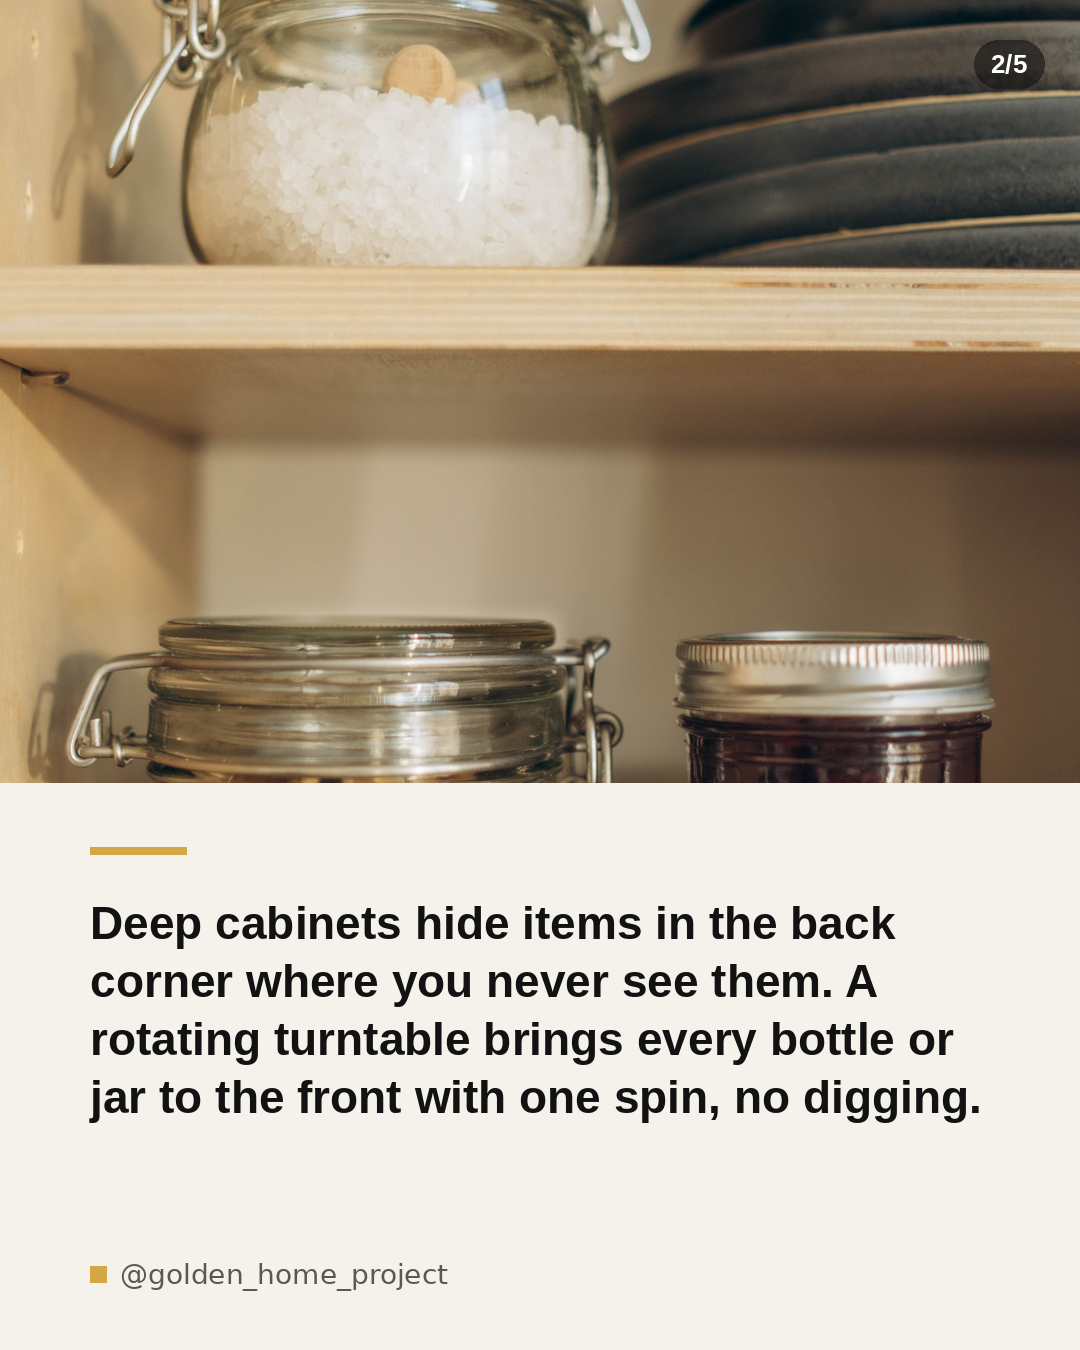 2/5
Deep cabinets hide items in the back
corner where you never see them. A
rotating turntable brings every bottle or
jar to the front with one spin, no digging.
@golden_home_project